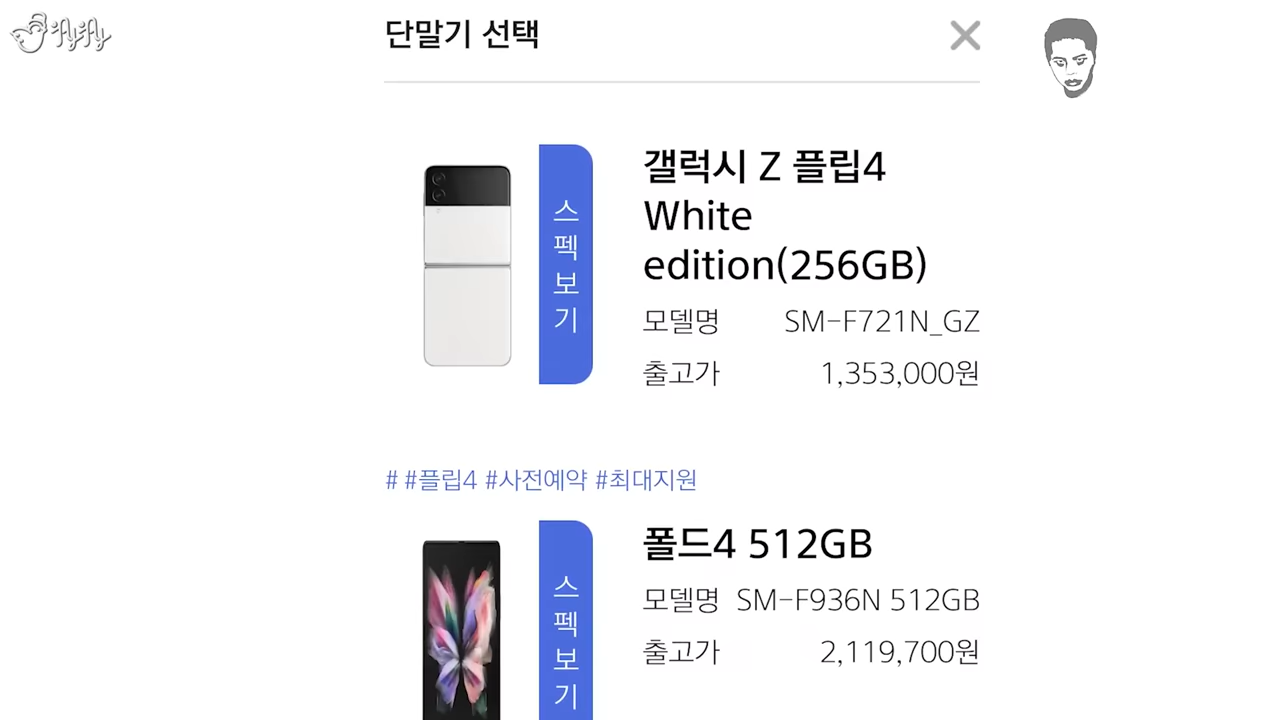 단말기 선택
스펙보기
갤럭시 Z 플립4
White
edition(256GB)
모델명 SM-F721N_GZ
출고가 1,353,000원
# #플립4 #사전예약 #최대지원
스펙보기
폴드4 512GB
모델명 SM-F936N 512GB
출고가 2,119,700원